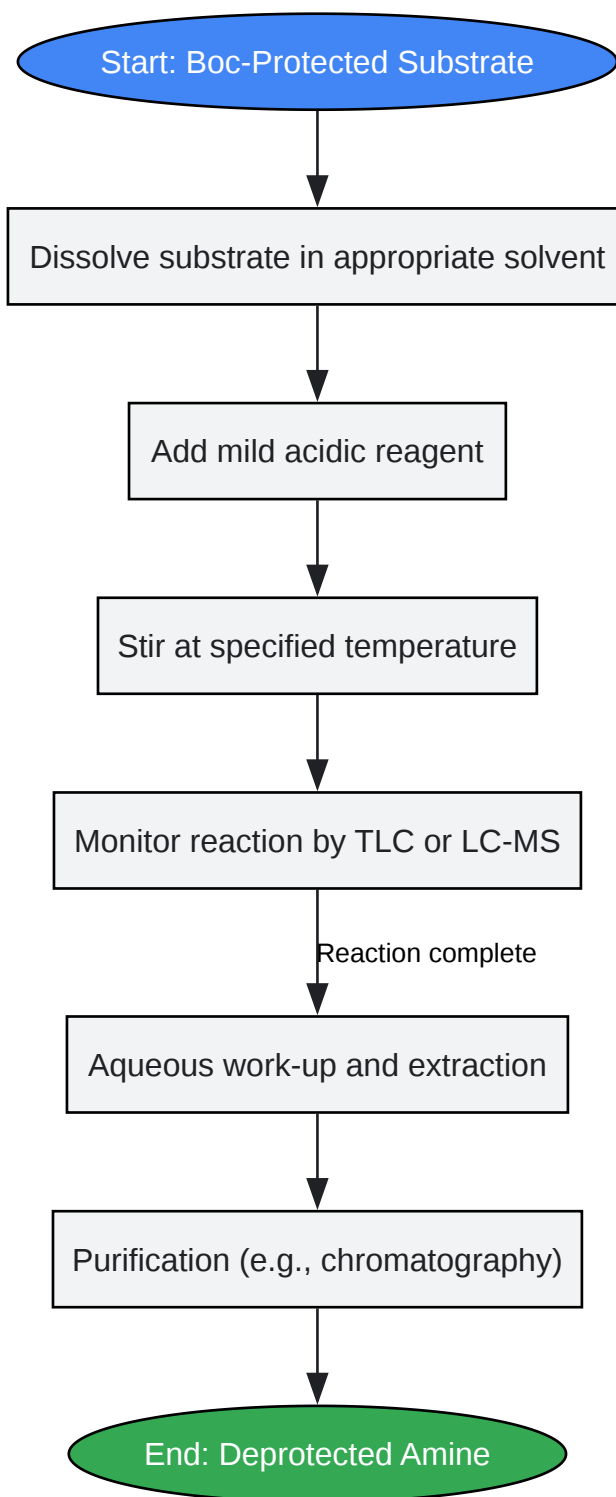 Start: Boc-Protected Substrate
Dissolve substrate in appropriate solvent
Add mild acidic reagent
Stir at specified temperature
Monitor reaction by TLC or LC-MS
Reaction complete
Aqueous work-up and extraction
Purification (e.g., chromatography)
End: Deprotected Amine